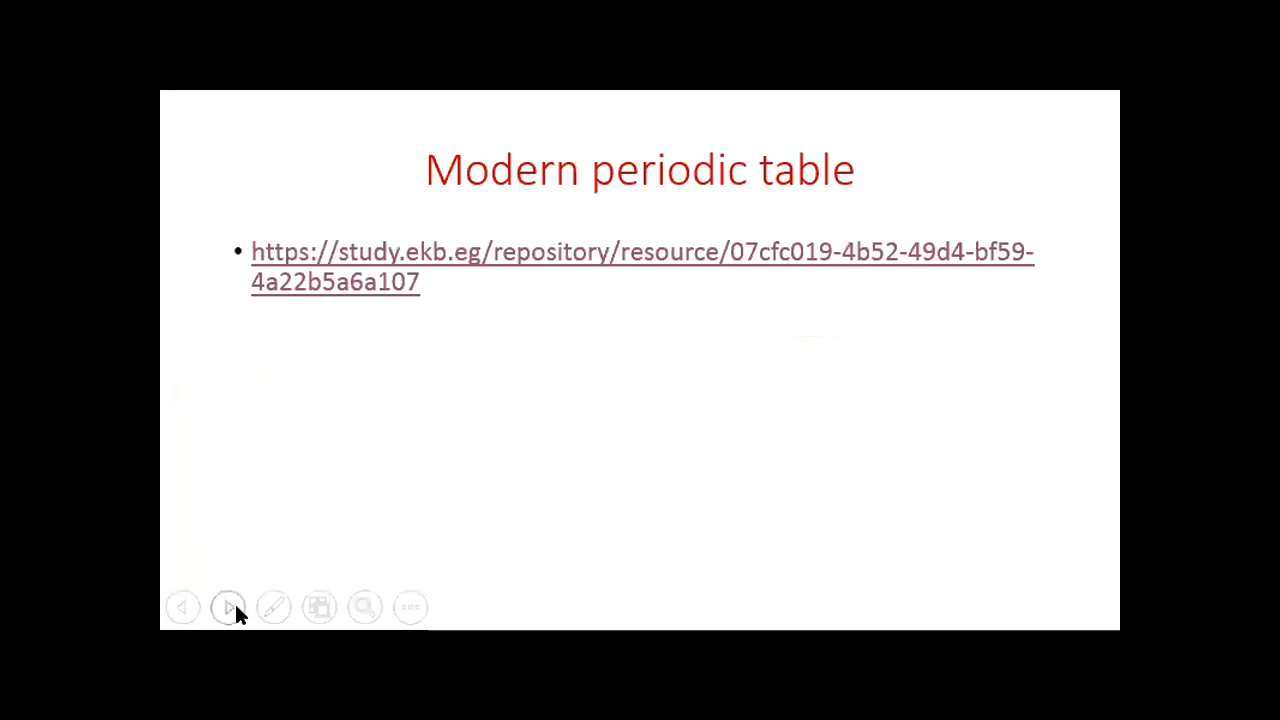 Modern periodic table
• https://study.ekb.eg/repository/resource/07cfc019-4b52-49d4-bf59-
4a22b5a6a107